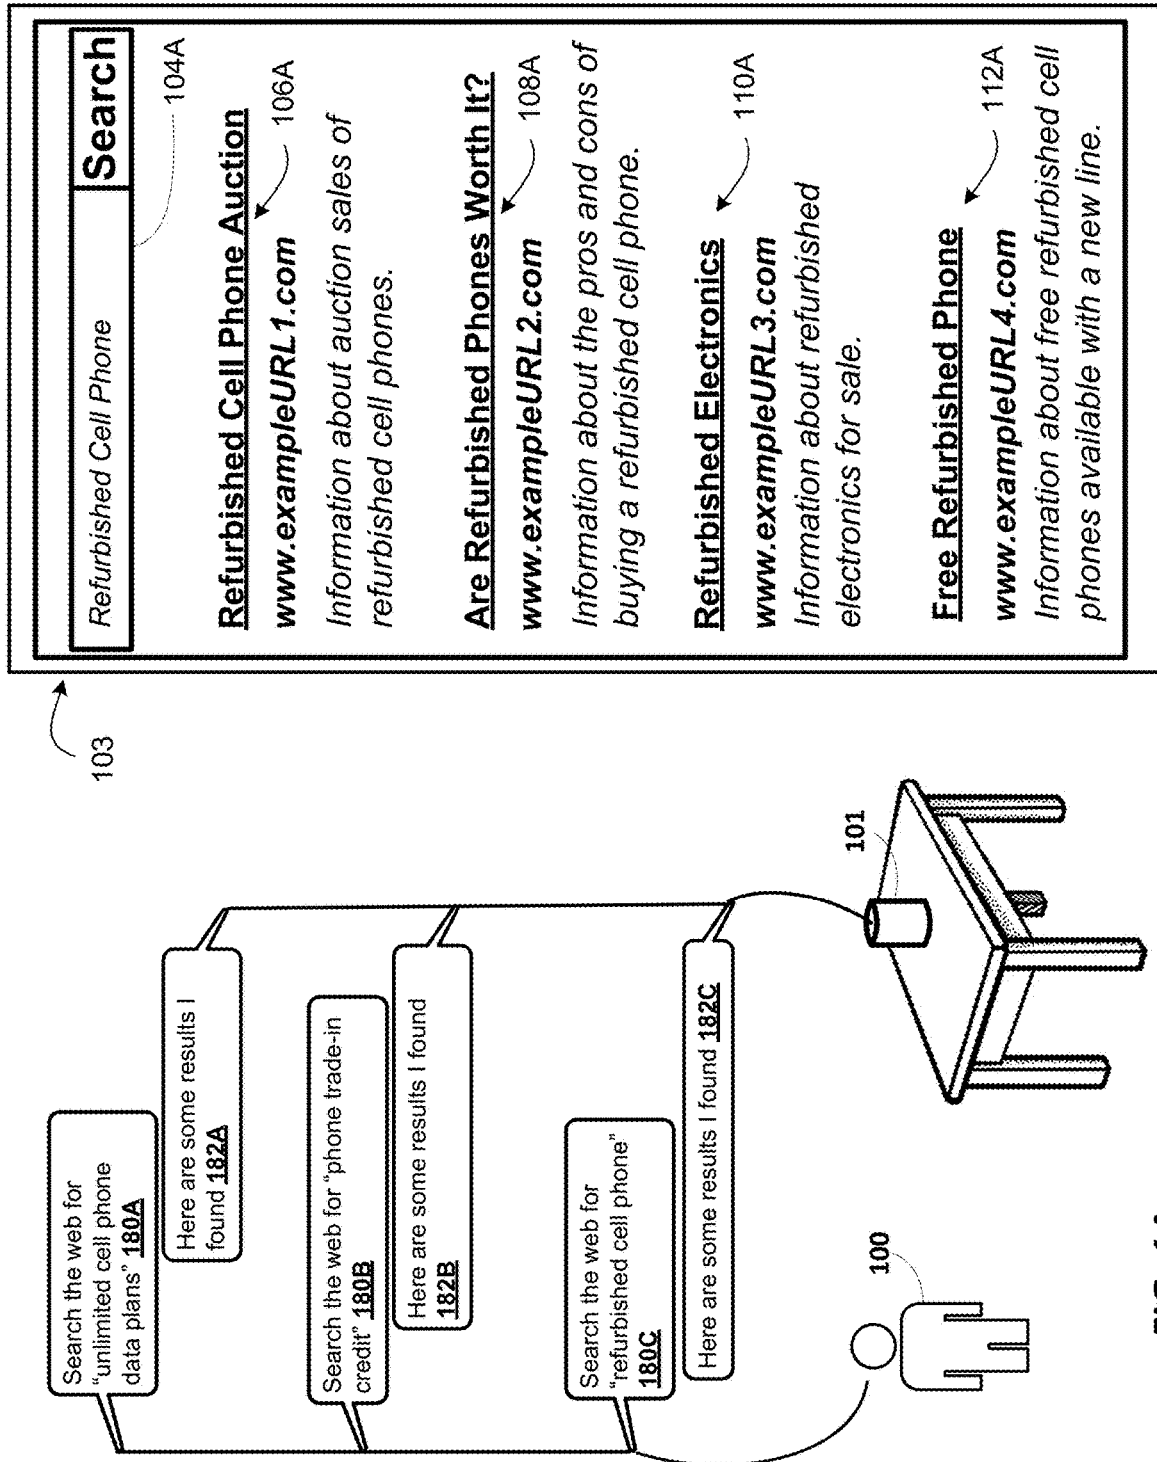 Search the web for
“unlimited cell phone
data plans” 180A
Here are some results I
found 182A
Search the web for “phone trade-in
credit” 180B
Here are some results I found
182B
Search the web for
“refurbished cell phone”
180C
Here are some results I found 182C
100
101
103
Refurbished Cell Phone
Search
104A
Refurbished Cell Phone Auction
www.exampleURL1.com
106A
Information about auction sales of
refurbished cell phones.
Are Refurbished Phones Worth It?
www.exampleURL2.com
108A
Information about the pros and cons of
buying a refurbished cell phone.
Refurbished Electronics
www.exampleURL3.com
110A
Information about refurbished
electronics for sale.
Free Refurbished Phone
www.exampleURL4.com
112A
Information about free refurbished cell
phones available with a new line.